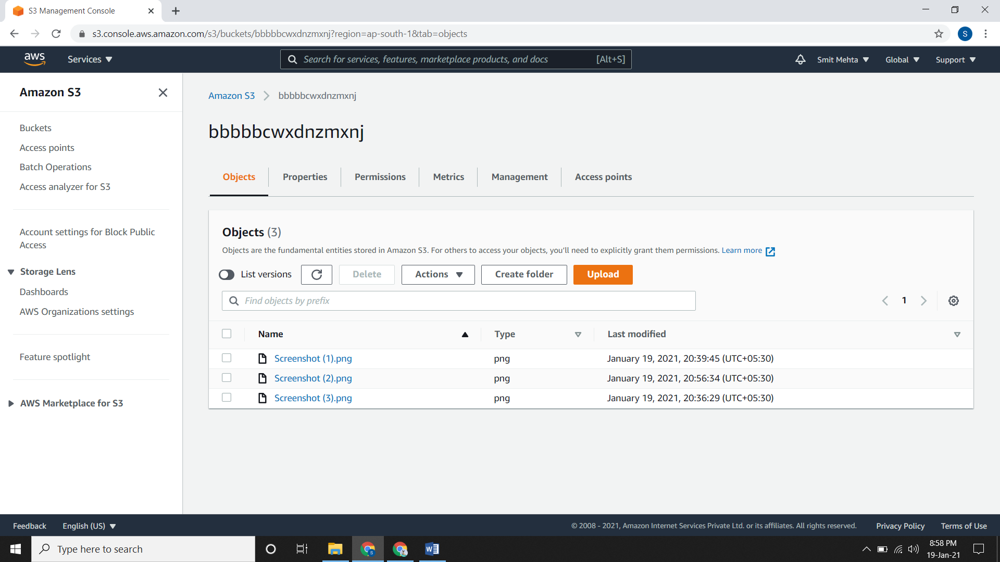 S3 Management Console
s3.console.aws.amazon.com/s3/buckets/bbbbbcwxdnzmxnj?region=ap-south-1&tab=objects
S
aws
Services
Search for services, features, marketplace products, and docs
[Alt+S]
Smit Mehta
Global
Support
Amazon S3
Buckets
Access points
Batch Operations
Access analyzer for S3
Account settings for Block Public
Access
Storage Lens
Dashboards
AWS Organizations settings
Feature spotlight
AWS Marketplace for S3
Amazon S3 > bbbbbcwxdnzmxnj
bbbbbcwxdnzmxnj
Objects
Properties
Permissions
Metrics
Management
Access points
Objects (3)
Objects are the fundamental entities stored in Amazon S3. For others to access your objects, you’ll need to explicitly grant them permissions. Learn more
List versions
Delete
Actions
Create folder
Upload
Find objects by prefix
1
Name Type Last modified
Screenshot (1).png png January 19, 2021, 20:39:45 (UTC+05:30)
Screenshot (2).png png January 19, 2021, 20:56:34 (UTC+05:30)
Screenshot (3).png png January 19, 2021, 20:36:29 (UTC+05:30)
Feedback
English (US)
© 2008 - 2021, Amazon Internet Services Private Ltd. or its affiliates. All rights reserved.
Privacy Policy
Terms of Use
Type here to search
8:58 PM
19-Jan-21